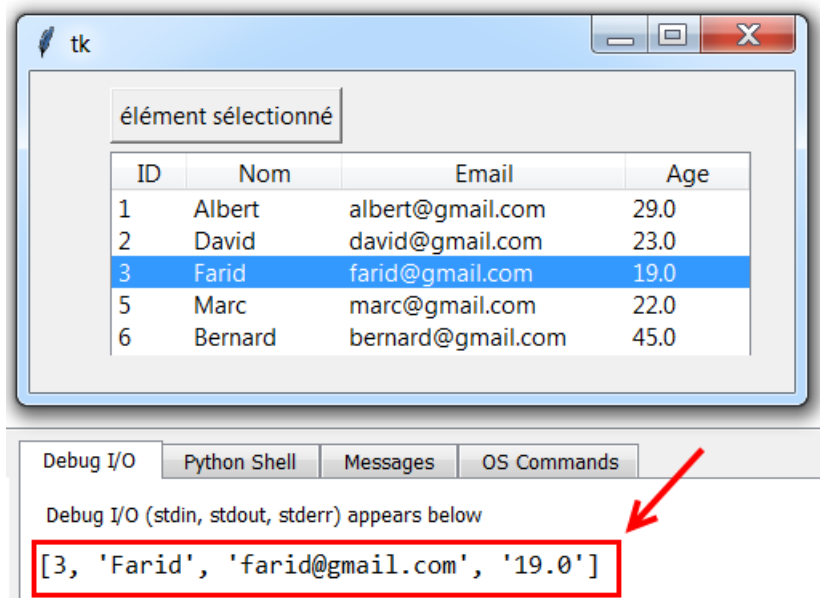 tk
élément sélectionné
ID Nom Email Age
1 Albert albert@gmail.com 29.0
2 David david@gmail.com 23.0
3 Farid farid@gmail.com 19.0
5 Marc marc@gmail.com 22.0
6 Bernard bernard@gmail.com 45.0
Debug I/O Python Shell Messages OS Commands
Debug I/O (stdin, stdout, stderr) appears below
[3, 'Farid', 'farid@gmail.com', '19.0']